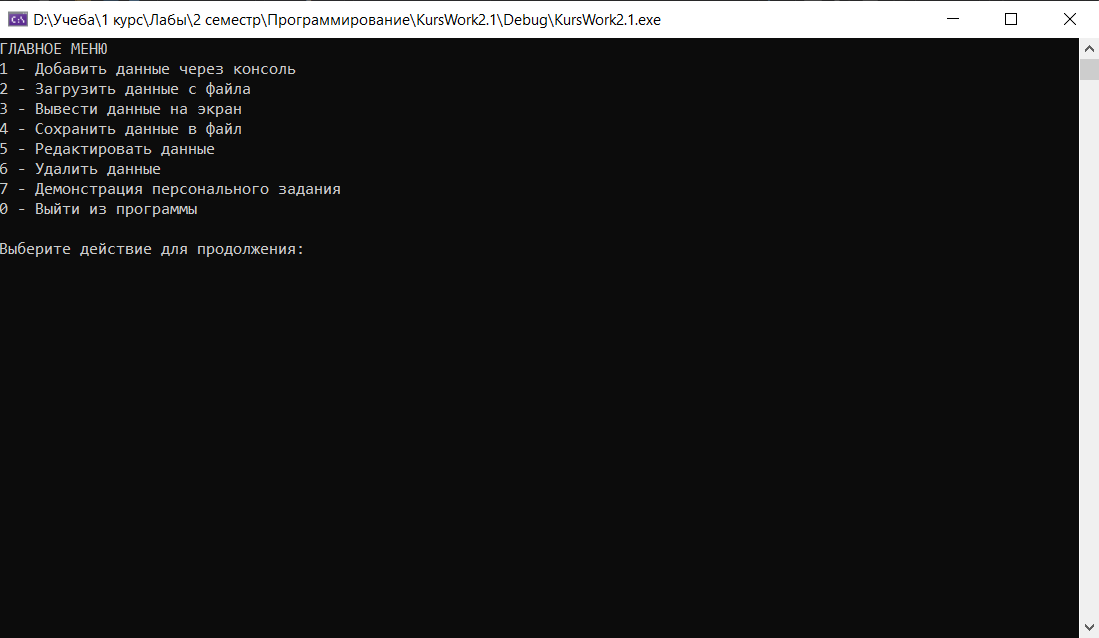 D:\Учеба\1 курс\Лабы\2 семестр\Программирование\KursWork2.1\Debug\KursWork2.1.exe
ГЛАВНОЕ МЕНЮ
1 - Добавить данные через консоль
2 - Загрузить данные с файла
3 - Вывести данные на экран
4 - Сохранить данные в файл
5 - Редактировать данные
6 - Удалить данные
7 - Демонстрация персонального задания
0 - Выйти из программы
Выберите действие для продолжения: